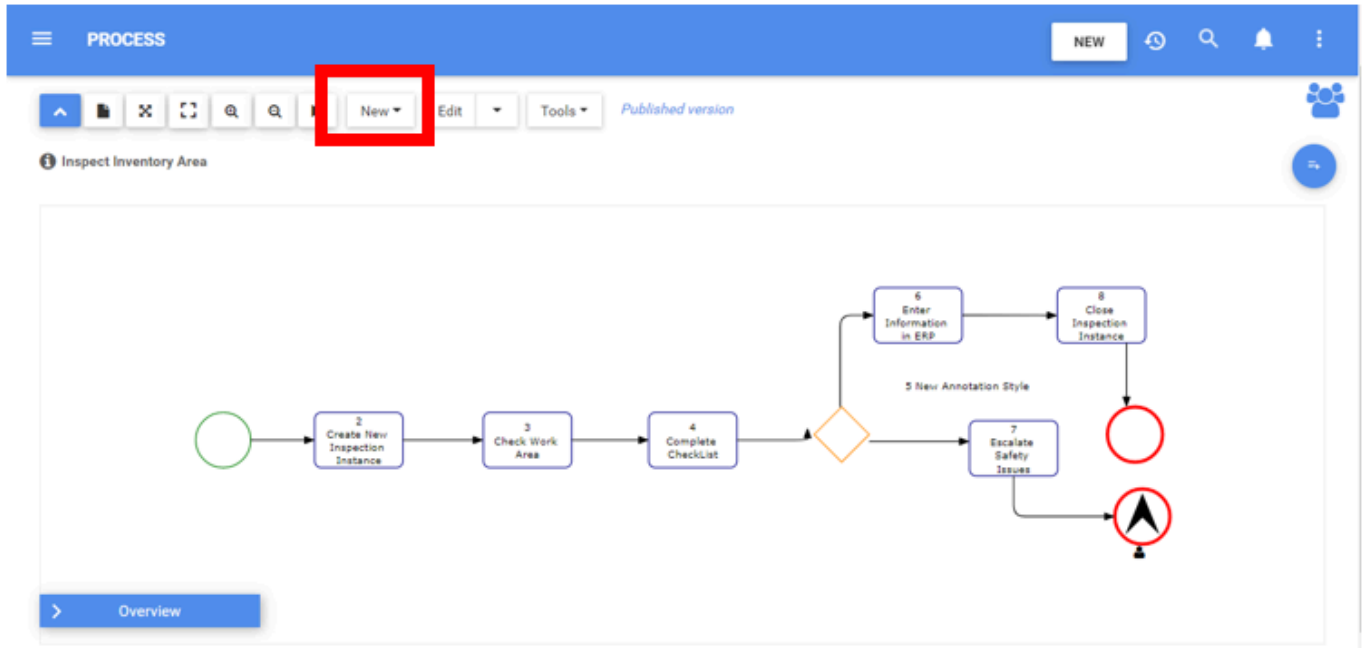 PROCESS
NEW
New
Edit
Tools
Published version
Inspect Inventory Area
6
Enter
Information
in ERP
8
Close
Inspection
Instance
5 New Annotation Style
2
Create New
Inspection
Instance
3
Check Work
Area
4
Complete
CheckList
7
Escalate
Safety
Issues
Overview